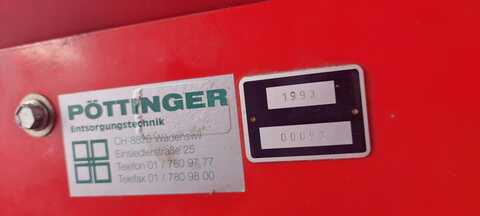 PÖTTINGER
Entsorgungstechnik
CH-8820 Wädenswil
Einsiedlerstraße 25
Telefon 01 / 780 97 77
Telefax 01 / 780 98 00
1993